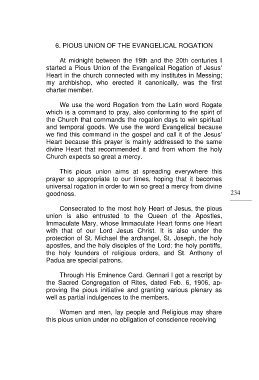 6. PIOUS UNION OF THE EVANGELICAL ROGATION
At midnight between the 19th and the 20th centuries I
started a Pious Union of the Evangelical Rogation of Jesus'
Heart in the church connected with my institutes in Messing;
my archbishop, who erected it canonically, was the first
charter member.
We use the word Rogation from the Latin word Rogate
which is a command to pray, also conforming to the spirit of
the Church that commands the rogation days to win spiritual
and temporal goods. We use the word Evangelical because
we find this command in the gospel and call it of the Jesus'
Heart because this prayer is mainly addressed to the same
divine Heart that recommended it and from whom the holy
Church expects so great a mercy.
This pious union aims at spreading everywhere this
prayer so appropriate to our times, hoping that it becomes
universal rogation in order to win so great a mercy from divine
goodness.
234
Consecrated to the most holy Heart of Jesus, the pious
union is also entrusted to the Queen of the Apostles,
Immaculate Mary, whose Immaculate Heart forms one Heart
with that of our Lord Jesus Christ. It is also under the
protection of St. Michael the archangel, St. Joseph, the holy
apostles, and the holy disciples of the Lord; the holy pontiffs,
the holy founders of religious orders, and St. Anthony of
Padua are special patrons.
Through His Eminence Card. Gennari I got a rescript by
the Sacred Congregation of Rites, dated Feb. 6, 1906, ap-
proving the pious initiative and granting various plenary as
well as partial indulgences to the members.
Women and men, lay people and Religious may share
this pious union under no obligation of conscience receiving